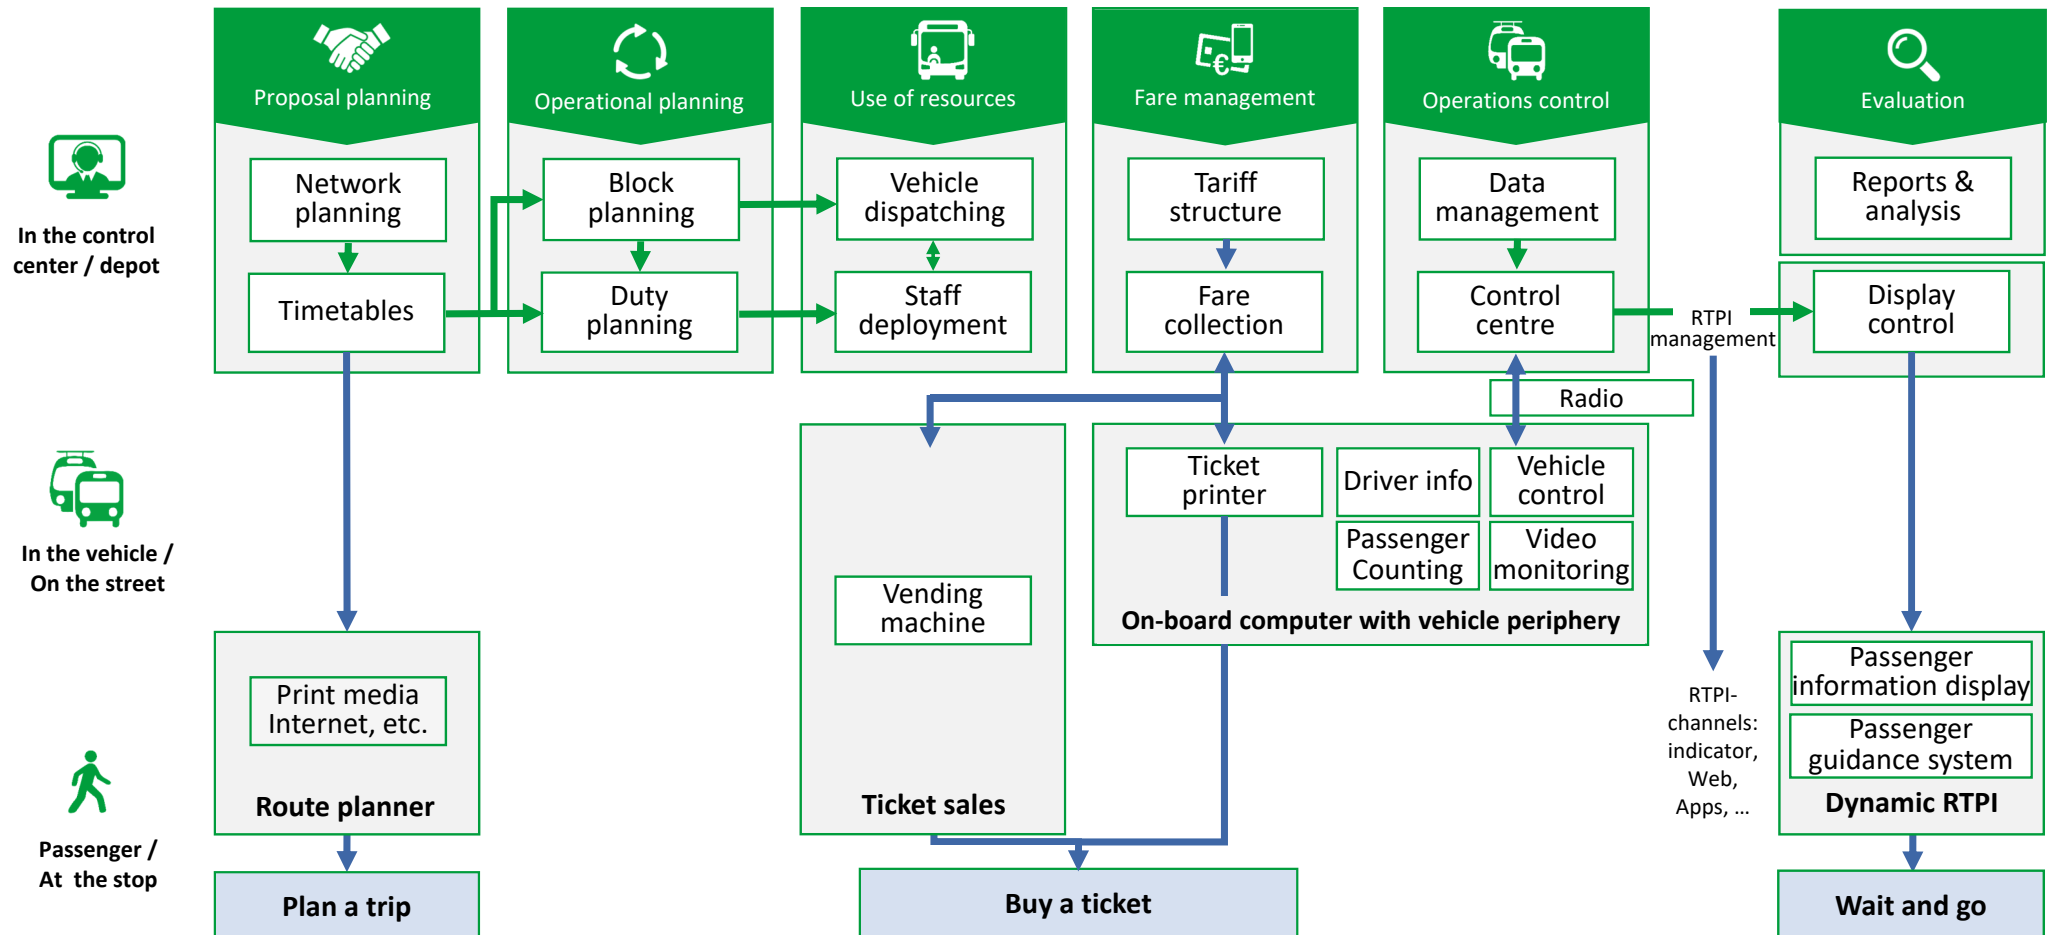 Proposal planning
Operational planning
Use of resources
Fare management
Operations control
Evaluation
In the control
center / depot
Network
planning
Block
planning
Vehicle
dispatching
Tariff
structure
Data
management
Reports &
analysis
Timetables
Duty
planning
Staff
deployment
Fare
collection
Control
centre
RTPI
management
Display
control
Radio
In the vehicle /
On the street
Ticket
printer
Driver info
Vehicle
control
Passenger
Counting
Video
monitoring
Vending
machine
On-board computer with vehicle periphery
Print media
Internet, etc.
Route planner
Ticket sales
RTPI-
channels:
indicator,
Web,
Apps, ...
Passenger
information display
Passenger
guidance system
Dynamic RTPI
Passenger /
At  the stop
Plan a trip
Buy a ticket
Wait and go